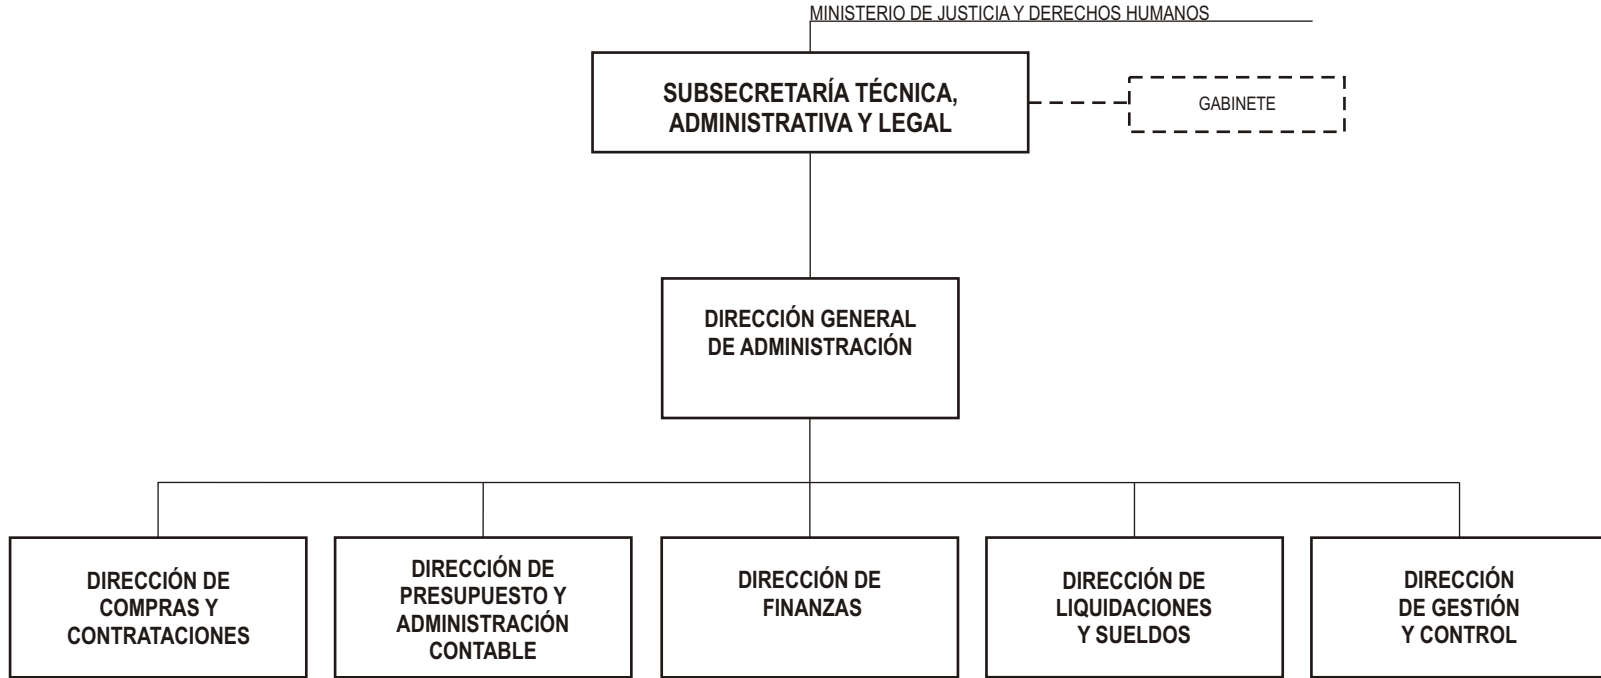 MINISTERIO DE JUSTICIA Y DERECHOS HUMANOS
SUBSECRETARÍA TÉCNICA,
ADMINISTRATIVA Y LEGAL
GABINETE
DIRECCIÓN GENERAL
DE ADMINISTRACIÓN
DIRECCIÓN DE
COMPRAS Y
CONTRATACIONES
DIRECCIÓN DE
PRESUPUESTO Y
ADMINISTRACIÓN
CONTABLE
DIRECCIÓN DE
FINANZAS
DIRECCIÓN DE
LIQUIDACIONES
Y SUELDOS
DIRECCIÓN
DE GESTIÓN
Y CONTROL